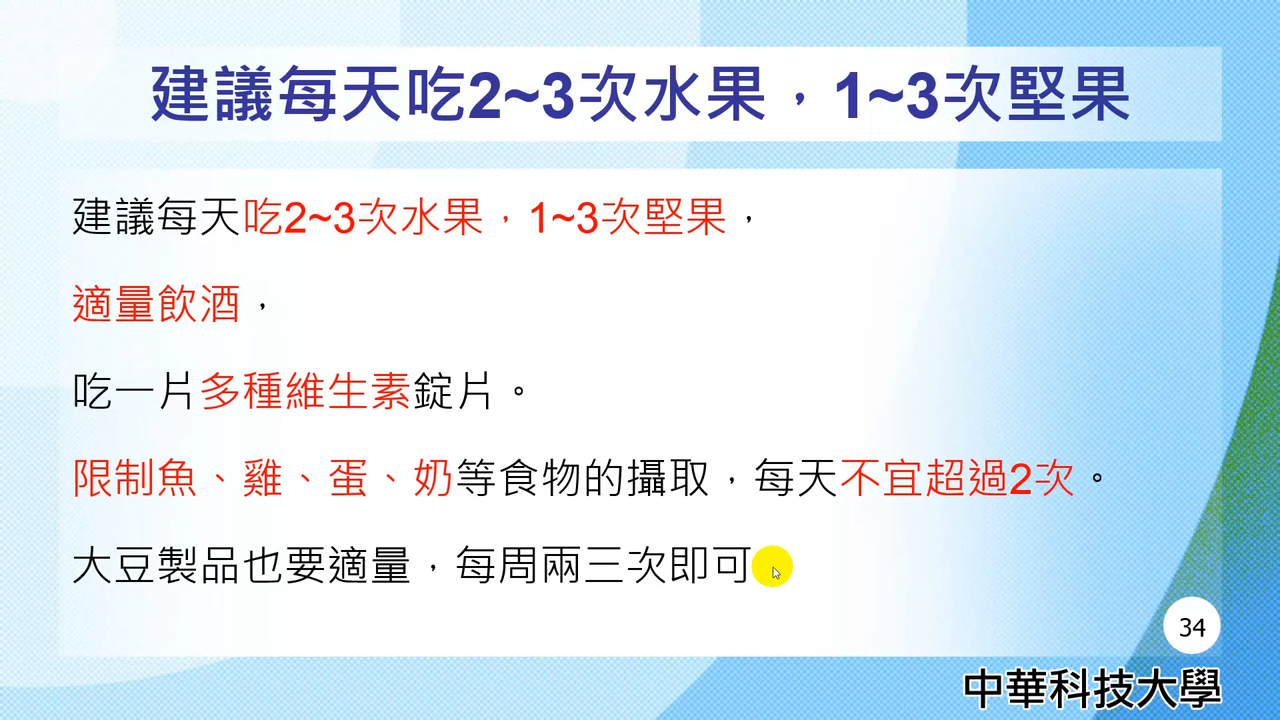 建議每天吃2~3次水果，1~3次堅果
建議每天吃2~3次水果，1~3次堅果，
適量飲酒，
吃一片多種維生素錠片。
限制魚、雞、蛋、奶等食物的攝取，每天不宜超過2次。
大豆製品也要適量，每周兩三次即可
34
中華科技大學